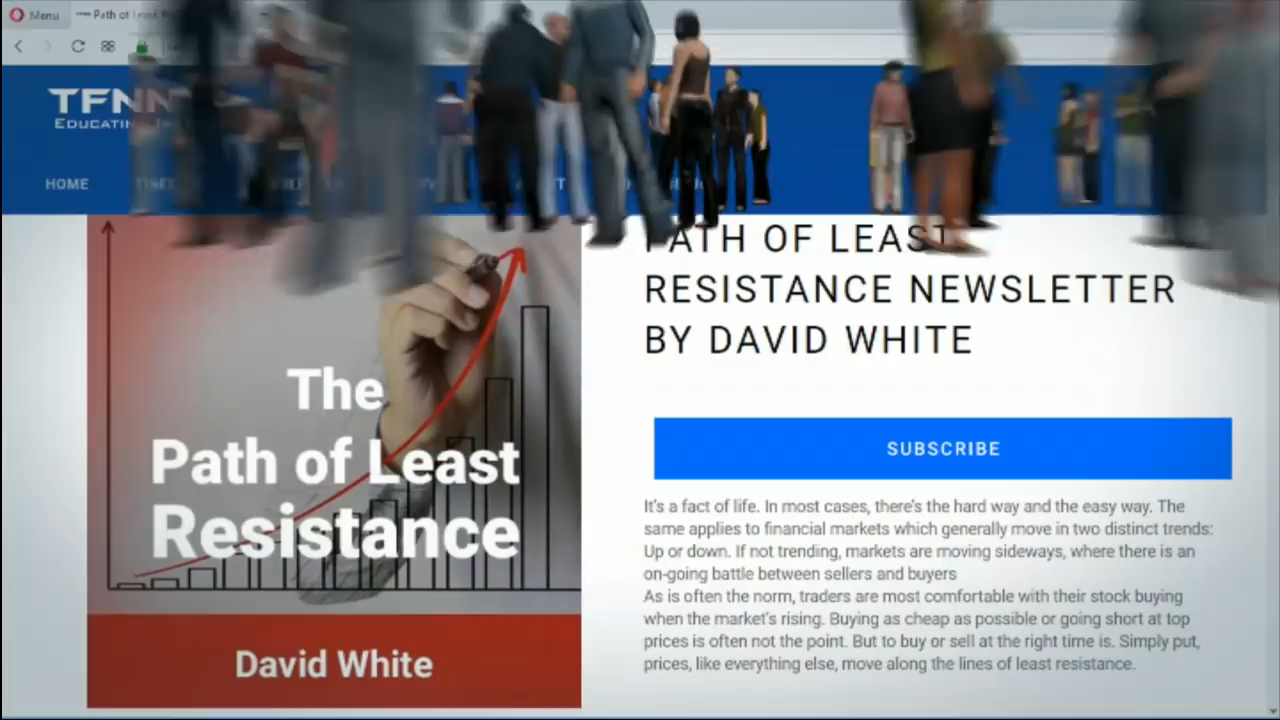 Menu
Path of Least
TFNN
HOME
PATH OF LEAST
RESISTANCE NEWSLETTER
BY DAVID WHITE
The
Path of Least
Resistance
David White
SUBSCRIBE
It's a fact of life. In most cases, there's the hard way and the easy way. The
same applies to financial markets which generally move in two distinct trends:
Up or down. If not trending, markets are moving sideways, where there is an
on-going battle between sellers and buyers
As is often the norm, traders are most comfortable with their stock buying
when the market's rising. Buying as cheap as possible or going short at top
prices is often not the point. But to buy or sell at the right time is. Simply put,
prices, like everything else, move along the lines of least resistance.